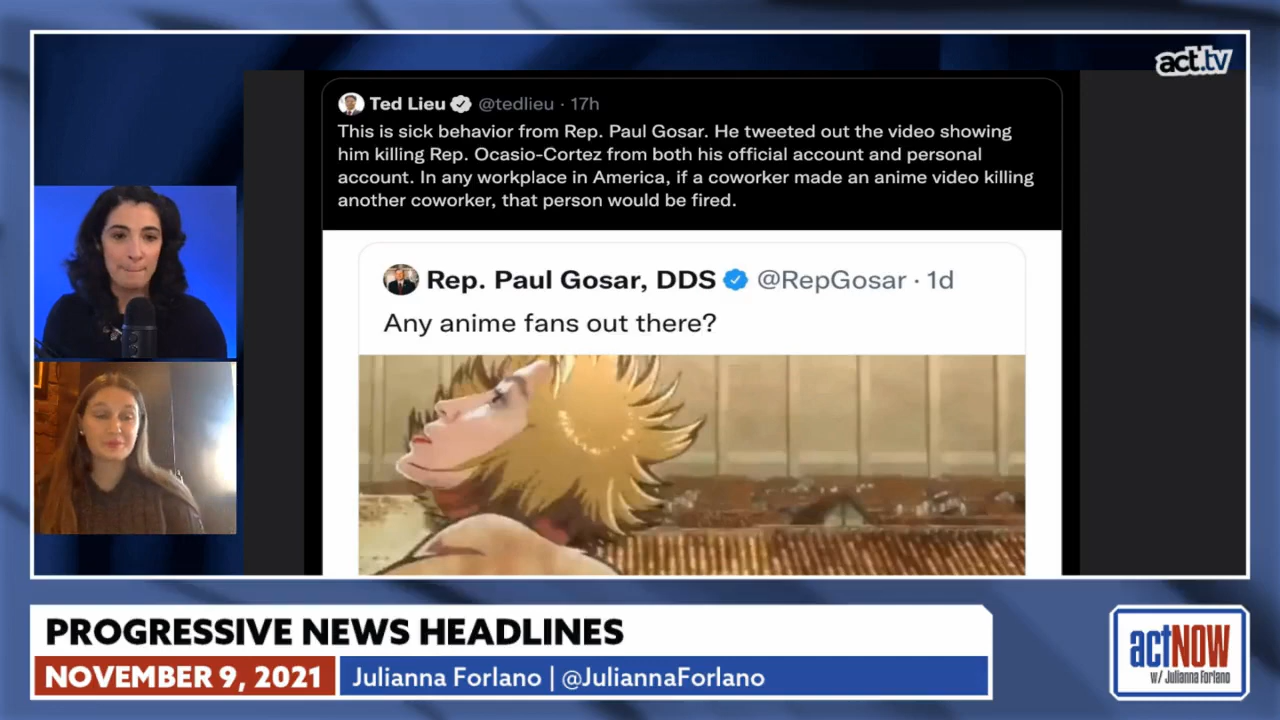 act.tv
Ted Lieu @tedlieu · 17h
This is sick behavior from Rep. Paul Gosar. He tweeted out the video showing
him killing Rep. Ocasio-Cortez from both his official account and personal
account. In any workplace in America, if a coworker made an anime video killing
another coworker, that person would be fired.
Rep. Paul Gosar, DDS @RepGosar · 1d
Any anime fans out there?
PROGRESSIVE NEWS HEADLINES
NOVEMBER 9, 2021 Julianna Forlano | @JuliannaForlano
actNOW
w/ Julianna Forlano